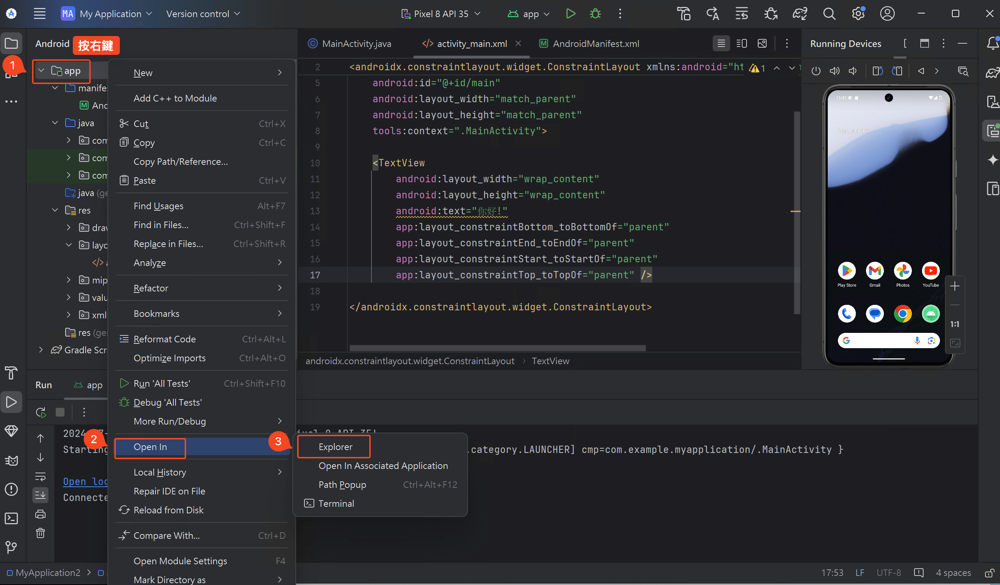 MA My Application Version control Pixel 8 API 35 app
Android 按右鍵
1
app
manifes
And
java
com
com
com
java (ge
res
draw
layo
mip
valu
xml
res (ge
Gradle Scr
New
Add C++ to Module
Cut Ctrl+X
Copy Ctrl+C
Copy Path/Reference...
Paste Ctrl+V
Find Usages Alt+F7
Find in Files... Ctrl+Shift+F
Replace in Files... Ctrl+Shift+R
Analyze
Refactor
Bookmarks
Reformat Code Ctrl+Alt+L
Optimize Imports Ctrl+Alt+O
Run 'All Tests' Ctrl+Shift+F10
Debug 'All Tests'
More Run/Debug
2 Open In
Local History
Repair IDE on File
Reload from Disk
Compare With... Ctrl+D
Open Module Settings F4
Mark Directory as
3 Explorer
Open In Associated Application
Path Popup Ctrl+Alt+F12
Terminal
MainActivity.java activity_main.xml AndroidManifest.xml
2 <androidx.constraintlayout.widget.ConstraintLayout xmlns:android="ht 1
5 android:id="@+id/main"
6 android:layout_width="match_parent"
7 android:layout_height="match_parent"
8 tools:context=".MainActivity">
9
10 <TextView
11 android:layout_width="wrap_content"
12 android:layout_height="wrap_content"
13 android:text="你好!"
14 app:layout_constraintBottom_toBottomOf="parent"
15 app:layout_constraintEnd_toEndOf="parent"
16 app:layout_constraintStart_toStartOf="parent"
17 app:layout_constraintTop_toTopOf="parent" />
18
19 </androidx.constraintlayout.widget.ConstraintLayout>
androidx.constraintlayout.widget.ConstraintLayout › TextView
Running Devices
11:41
Sun, Jun 30
Play Store Gmail Photos YouTube
1:1
Run app
2024
Starting .category.LAUNCHER] cmp=com.example.myapplication/.MainActivity }
Open log
Connecte
MyApplication2
17:53 LF UTF-8 4 spaces